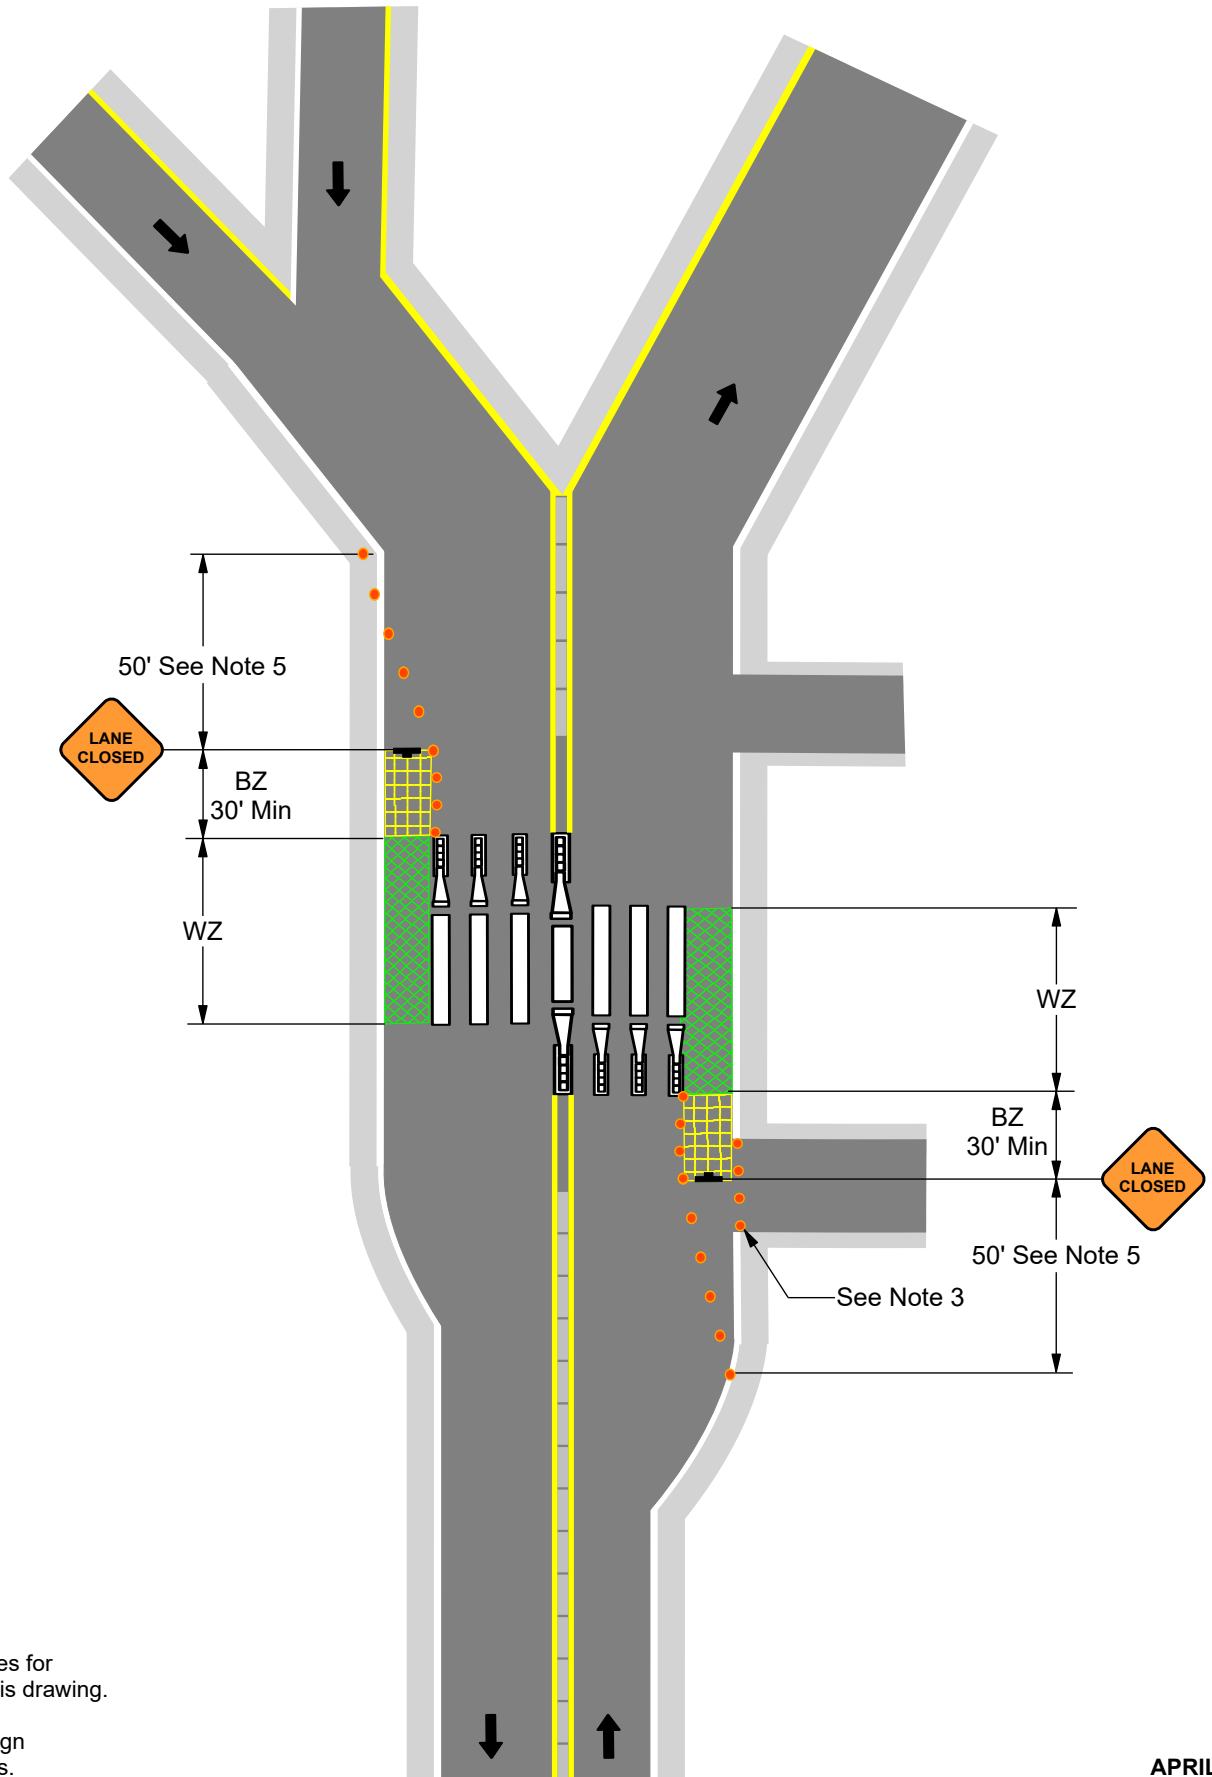 50' See Note 5
LANE
CLOSED
BZ
30' Min
WZ
WZ
BZ
30' Min
LANE
CLOSED
50' See Note 5
See Note 3
es for
is drawing.
gn
s.
APRIL